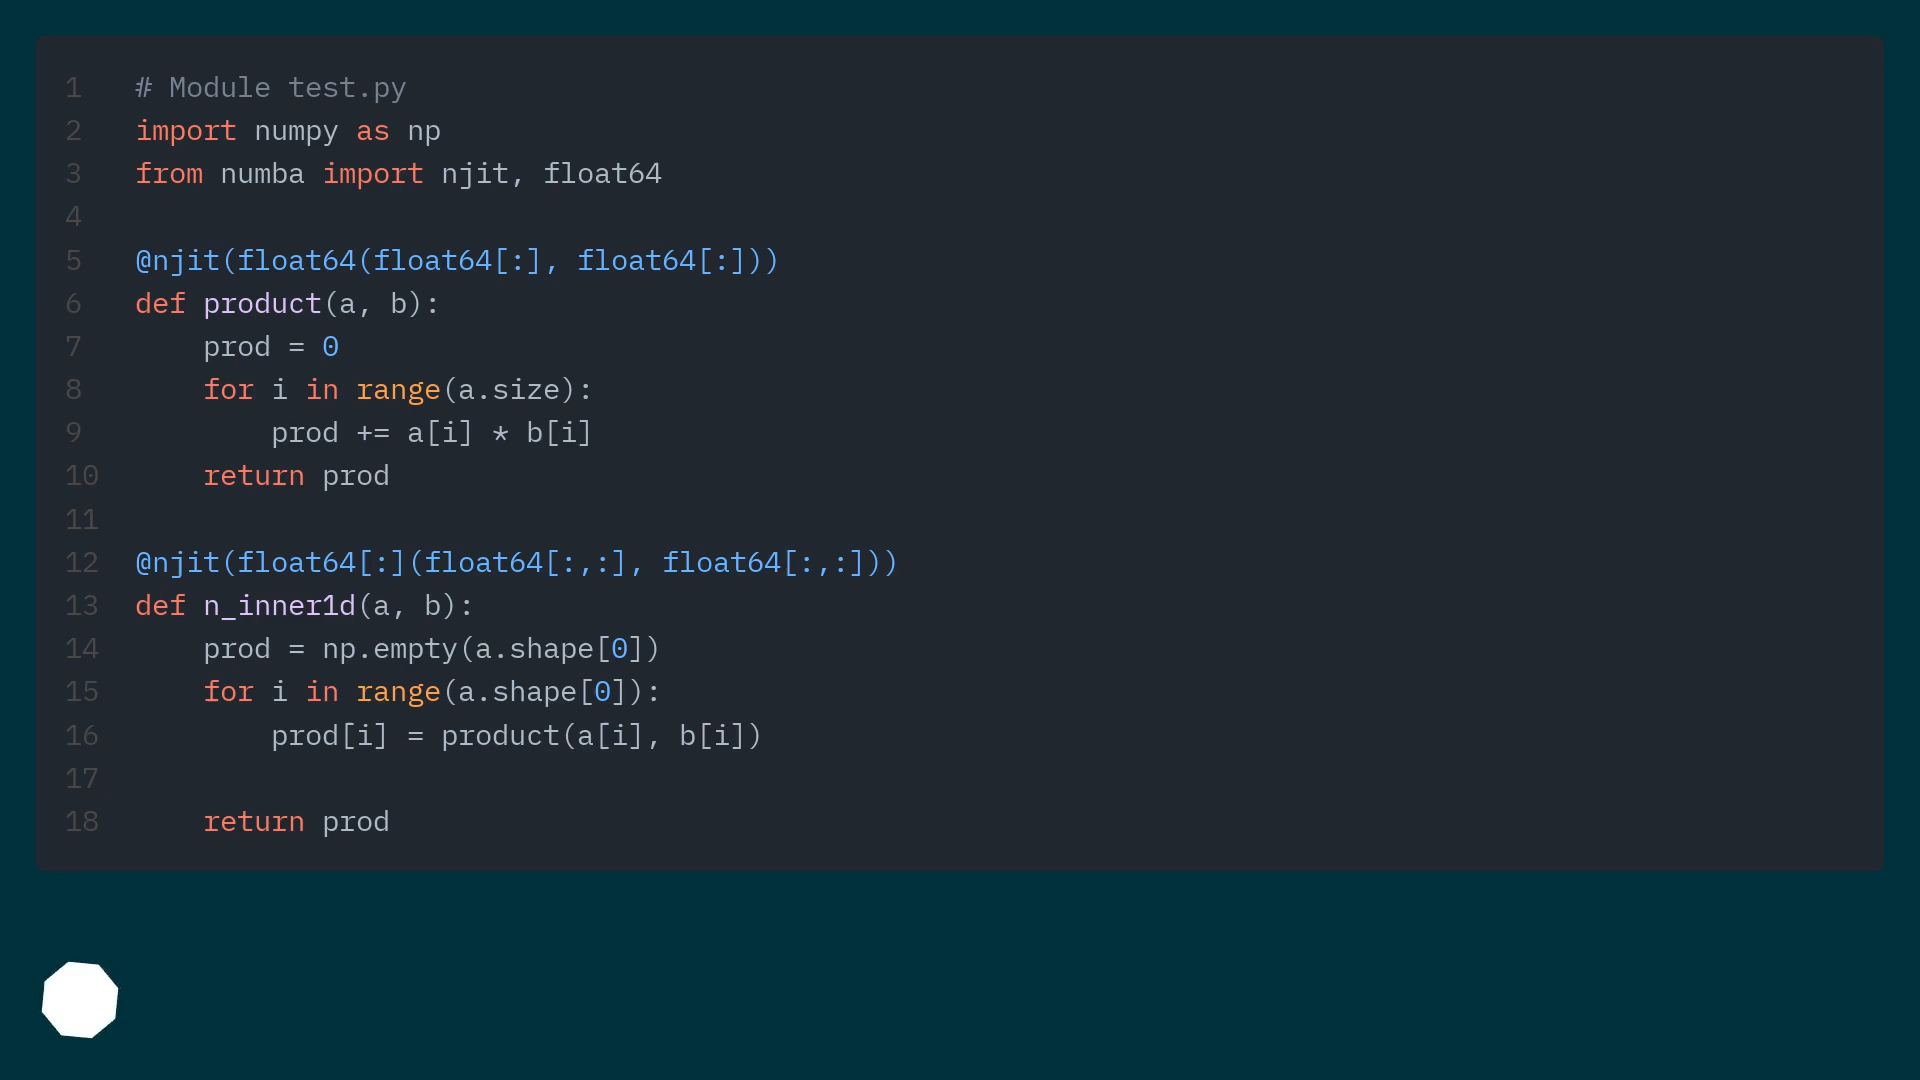 1 # Module test.py
2 import numpy as np
3 from numba import njit, float64
4
5 @njit(float64(float64[:], float64[:]))
6 def product(a, b):
7     prod = 0
8     for i in range(a.size):
9         prod += a[i] * b[i]
10     return prod
11
12 @njit(float64[:](float64[:,:], float64[:,:]))
13 def n_inner1d(a, b):
14     prod = np.empty(a.shape[0])
15     for i in range(a.shape[0]):
16         prod[i] = product(a[i], b[i])
17
18     return prod